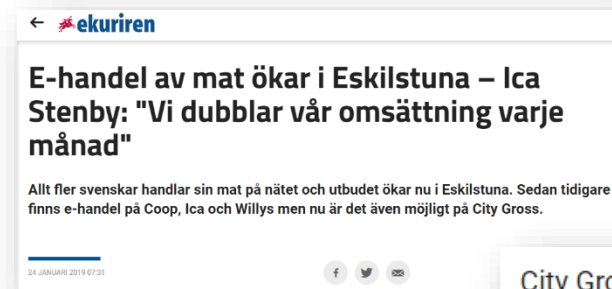 ekuriren
E-handel av mat ökar i Eskilstuna – Ica
Stenby: "Vi dubblar vår omsättning varje
månad"
Allt fler svenskar handlar sin mat på nätet och utbudet ökar nu i Eskilstuna. Sedan tidigare
finns e-handel på Coop, Ica och Willys men nu är det även möjligt på City Gross.
24 JANUARI 2019 07:31
City